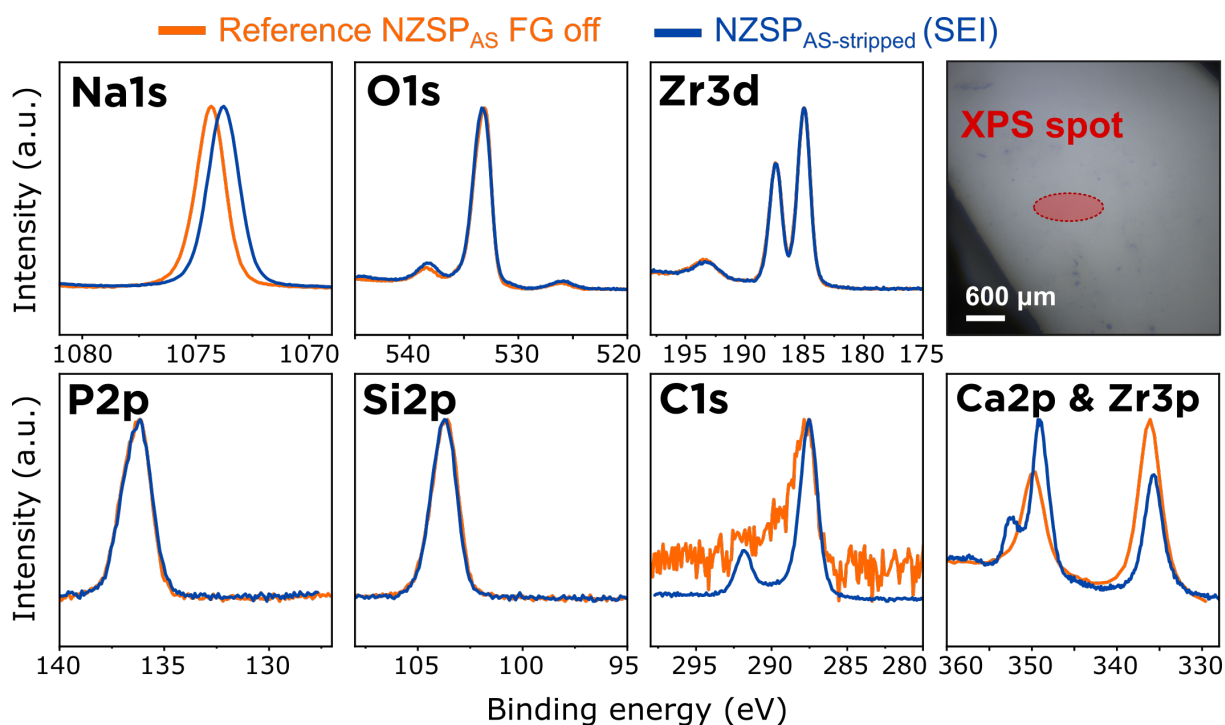 Reference NZSP_AS FG off
NZSP_AS-stripped (SEI)
Intensity (a.u.)
Na1s
1080 1075 1070
O1s
540 530 520
Zr3d
195 190 185 180 175
XPS spot
600 µm
Intensity (a.u.)
P2p
140 135 130
Si2p
105 100 95
C1s
295 290 285 280
Ca2p & Zr3p
360 350 340 330
Binding energy (eV)